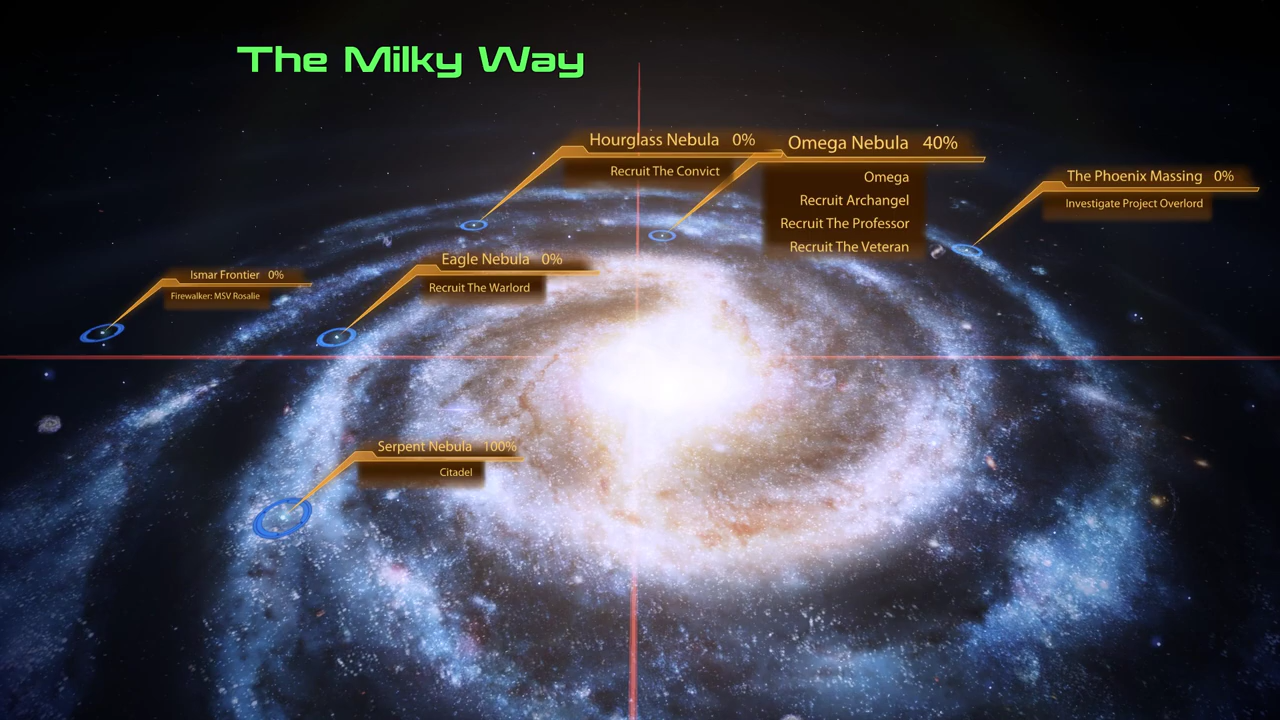 The Milky Way
Hourglass Nebula 0%
Recruit The Convict
Omega Nebula 40%
Omega
Recruit Archangel
Recruit The Professor
Recruit The Veteran
The Phoenix Massing 0%
Investigate Project Overlord
Eagle Nebula 0%
Recruit The Warlord
Ismar Frontier 0%
Firewalker: MSV Rosalie
Serpent Nebula 100%
Citadel